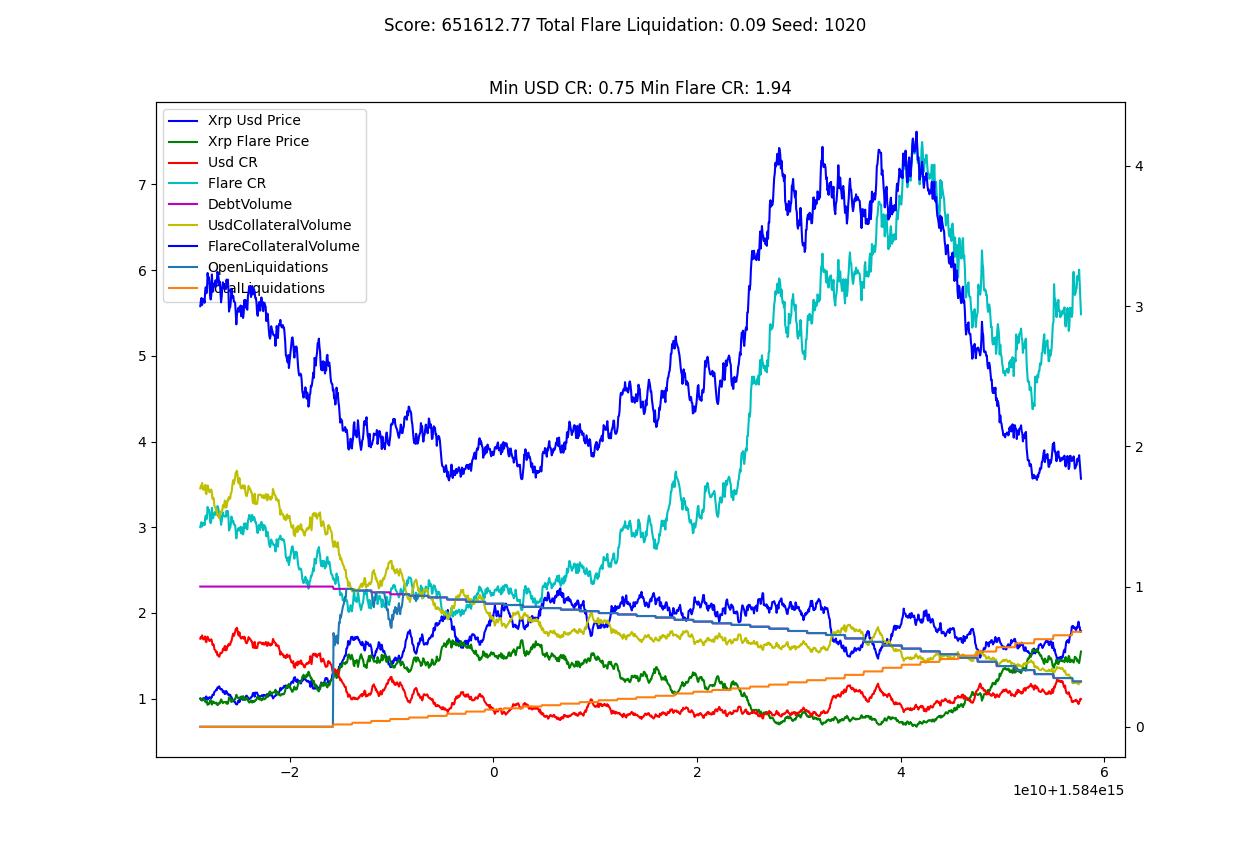 Score: 651612.77 Total Flare Liquidation: 0.09 Seed: 1020
Min USD CR: 0.75 Min Flare CR: 1.94
Xrp Usd Price
Xrp Flare Price
Usd CR
Flare CR
DebtVolume
UsdCollateralVolume
FlareCollateralVolume
OpenLiquidations
TotalLiquidations
7
6
5
4
3
2
1
4
3
2
1
0
−2
0
2
4
6
1e10+1.584e15